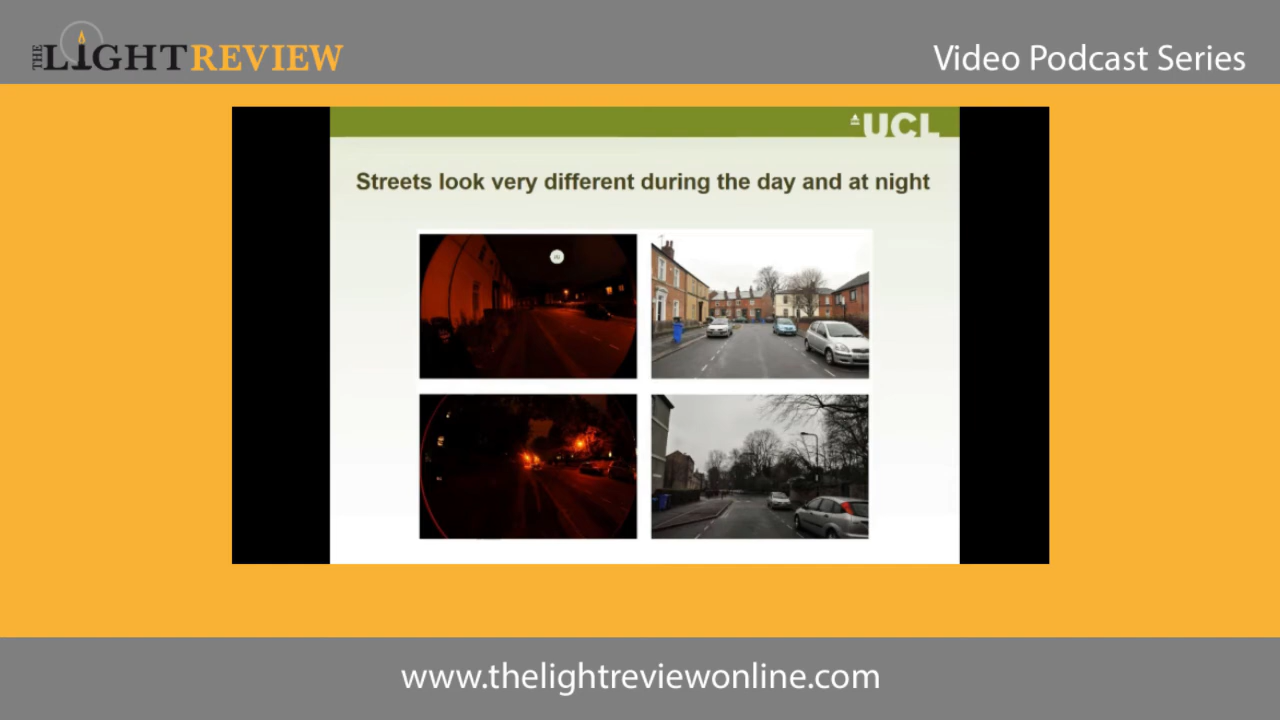 THE LIGHT REVIEW
Video Podcast Series
UCL
Streets look very different during the day and at night
www.thelightreviewonline.com